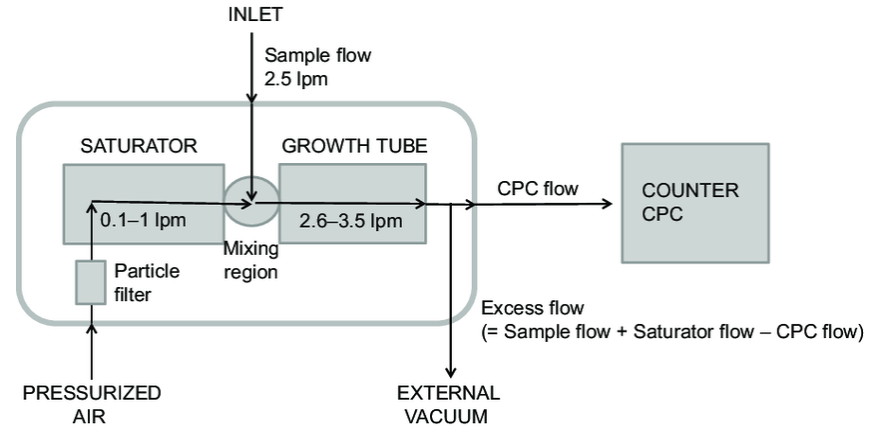 INLET
Sample flow
2.5 lpm
SATURATOR
GROWTH TUBE
0.1–1 lpm
2.6–3.5 lpm
CPC flow
COUNTER
CPC
Mixing
region
Particle
filter
Excess flow
(= Sample flow + Saturator flow – CPC flow)
PRESSURIZED
AIR
EXTERNAL
VACUUM